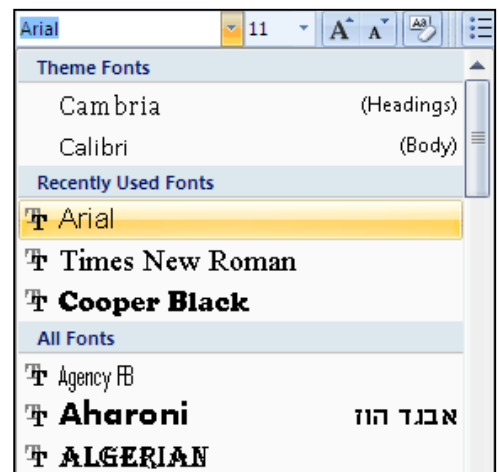 Arial 11 A A Aa
Theme Fonts
Cambria (Headings)
Calibri (Body)
Recently Used Fonts
Arial
Times New Roman
Cooper Black
All Fonts
Agency FB
Aharoni אבגד הוז
ALGERIAN